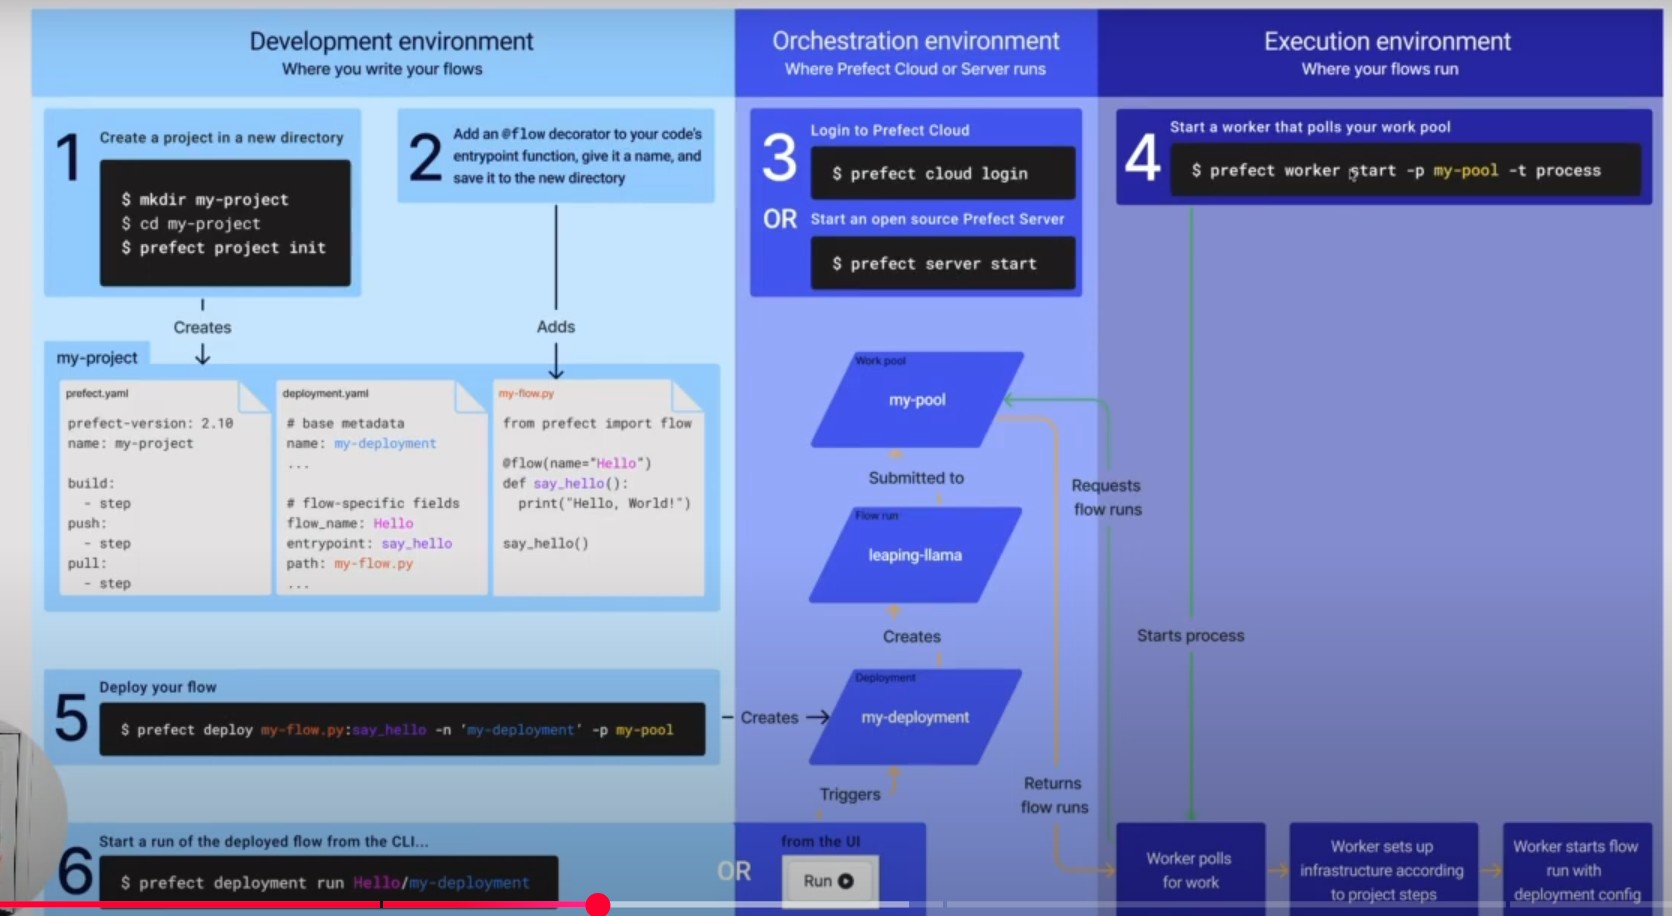 Development environment
Where you write your flows
Orchestration environment
Where Prefect Cloud or Server runs
Execution environment
Where your flows run
1
Create a project in a new directory
$ mkdir my-project
$ cd my-project
$ prefect project init
2
Add an @flow decorator to your code's
entrypoint function, give it a name, and
save it to the new directory
3
Login to Prefect Cloud
$ prefect cloud login
OR
Start an open source Prefect Server
$ prefect server start
4
Start a worker that polls your work pool
$ prefect worker start -p my-pool -t process
Creates
Adds
my-project
prefect.yaml
prefect-version: 2.10
name: my-project
build:
- step
push:
- step
pull:
- step
deployment.yaml
# base metadata
name: my-deployment
...
# flow-specific fields
flow_name: Hello
entrypoint: say_hello
path: my-flow.py
...
my-flow.py
from prefect import flow
@flow(name="Hello")
def say_hello():
print("Hello, World!")
say_hello()
Work pool
my-pool
Submitted to
Flow run
leaping-llama
Creates
Deployment
my-deployment
Triggers
Requests
flow runs
Returns
flow runs
Starts process
5
Deploy your flow
$ prefect deploy my-flow.py:say_hello -n 'my-deployment' -p my-pool
Creates
6
Start a run of the deployed flow from the CLI...
$ prefect deployment run Hello/my-deployment
OR
from the UI
Run
Worker polls
for work
Worker sets up
infrastructure according
to project steps
Worker starts flow
run with
deployment config